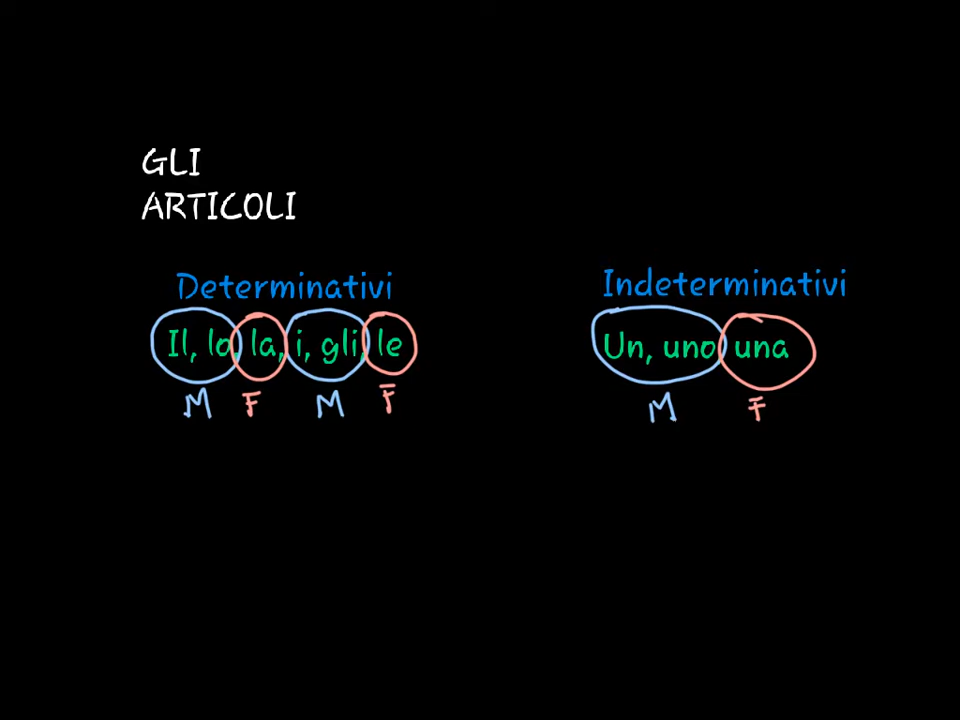 GLI
ARTICOLI
Determinativi
Il, lo, la, i, gli, le
M F M F
Indeterminativi
Un, uno, una
M F